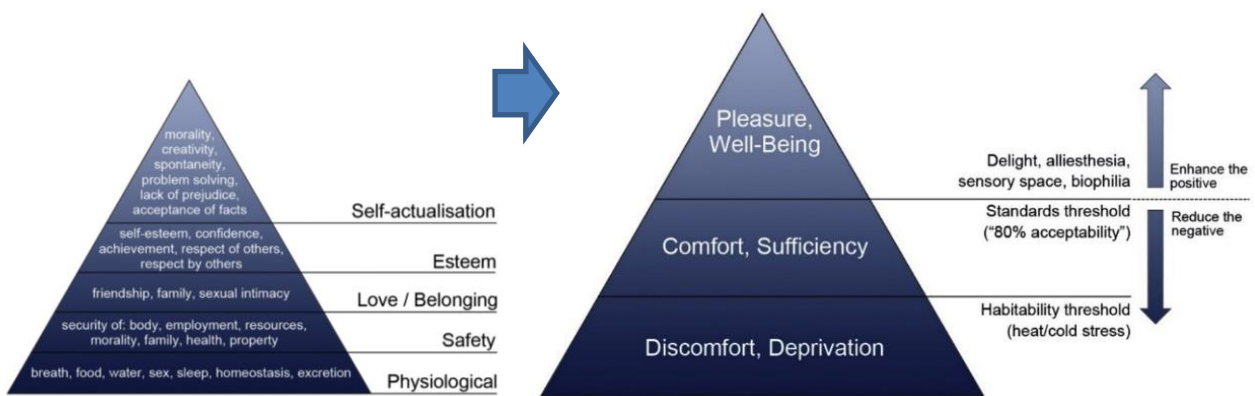 morality,
creativity,
spontaneity,
problem solving,
lack of prejudice,
acceptance of facts
Self-actualisation
self-esteem, confidence,
achievement, respect of others,
respect by others
Esteem
friendship, family, sexual intimacy
Love / Belonging
security of: body, employment, resources,
morality, family, health, property
Safety
breath, food, water, sex, sleep, homeostasis, excretion
Physiological
Pleasure,
Well-Being
Delight, alliesthesia,
sensory space, biophilia
Enhance the
positive
Comfort, Sufficiency
Standards threshold
("80% acceptability")
Reduce the
negative
Discomfort, Deprivation
Habitability threshold
(heat/cold stress)